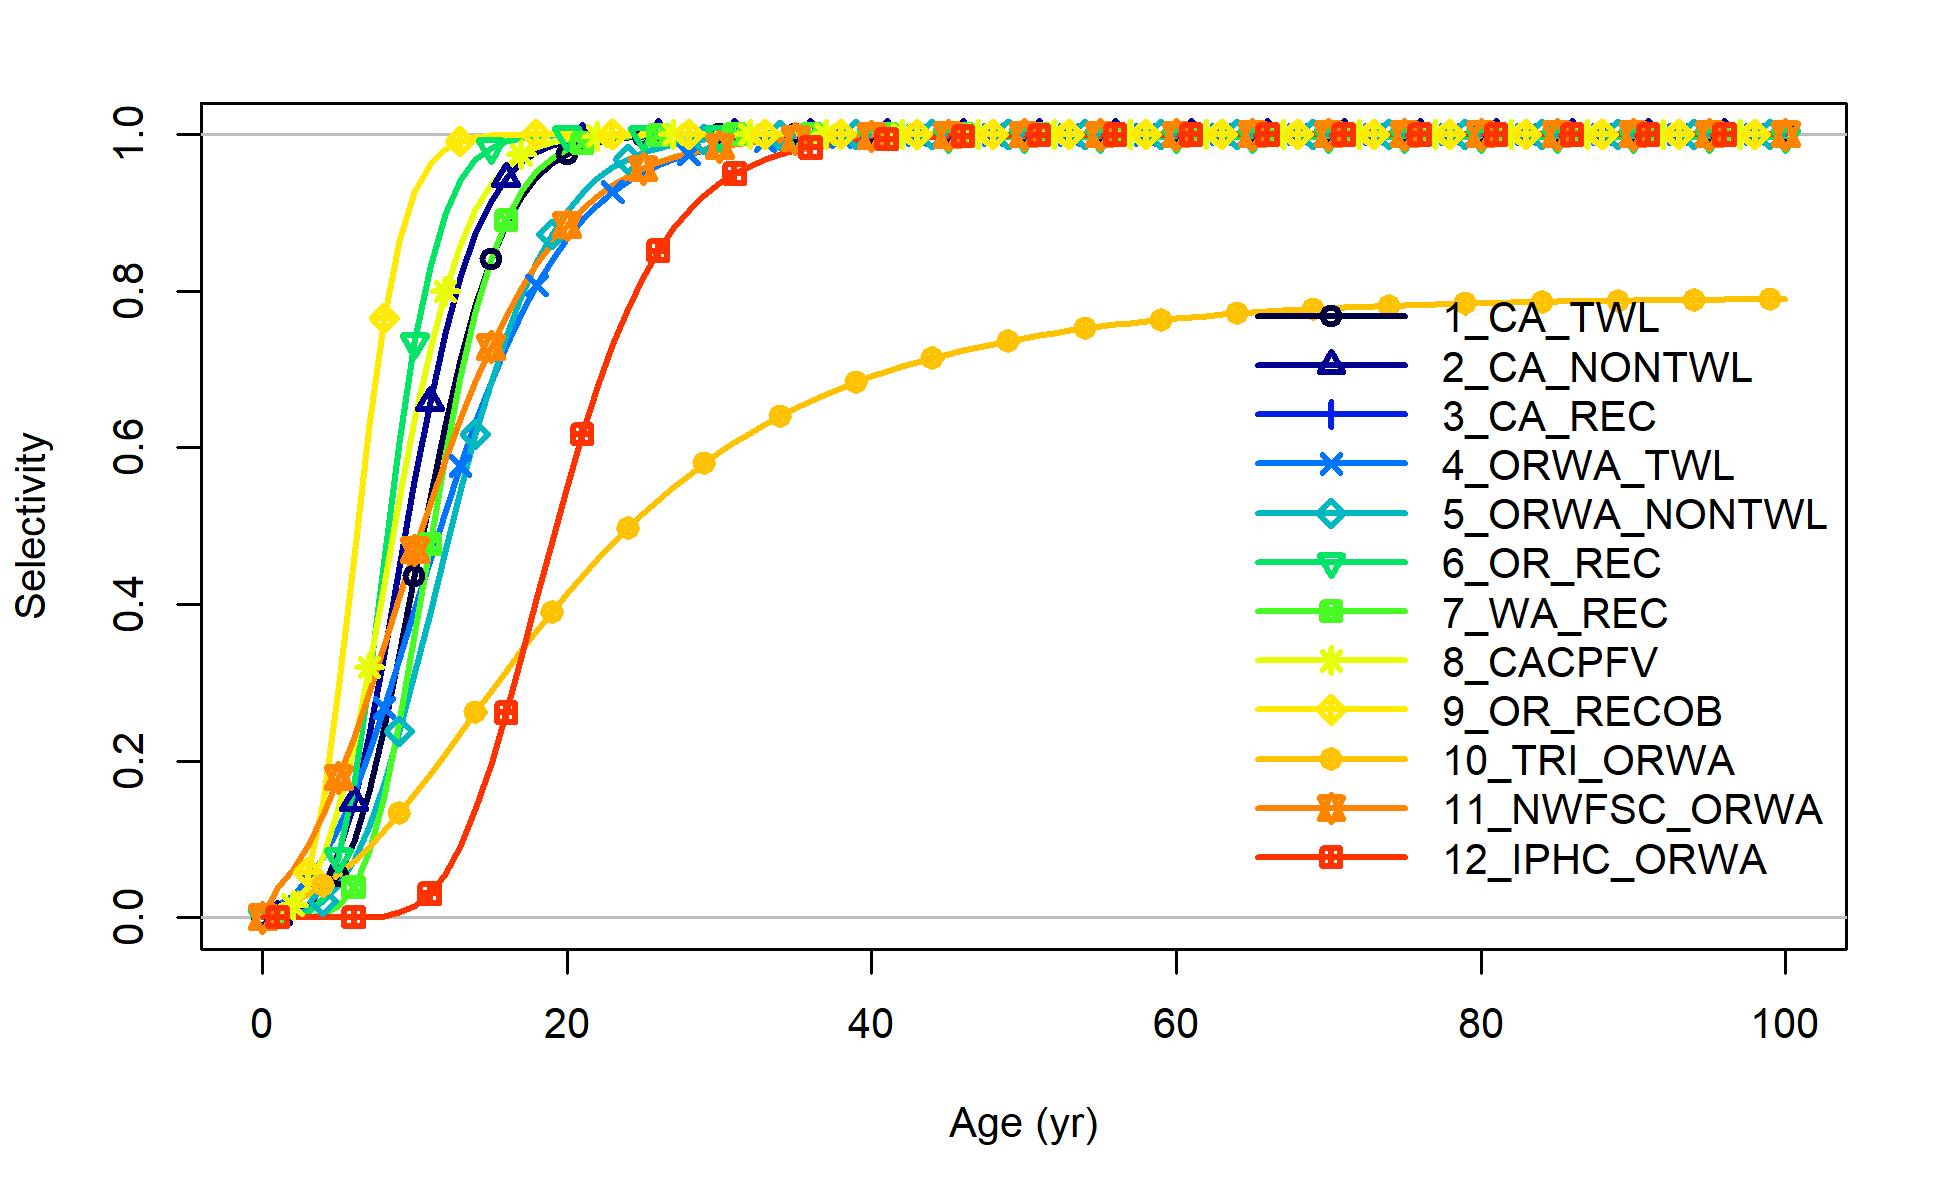 Selectivity
1.0
0.8
0.6
0.4
0.2
0.0
1_CA_TWL
2_CA_NONTWL
3_CA_REC
4_ORWA_TWL
5_ORWA_NONTWL
6_OR_REC
7_WA_REC
8_CACPFV
9_OR_RECOB
10_TRI_ORWA
11_NWFSC_ORWA
12_IPHC_ORWA
0 20 40 60 80 100
Age (yr)